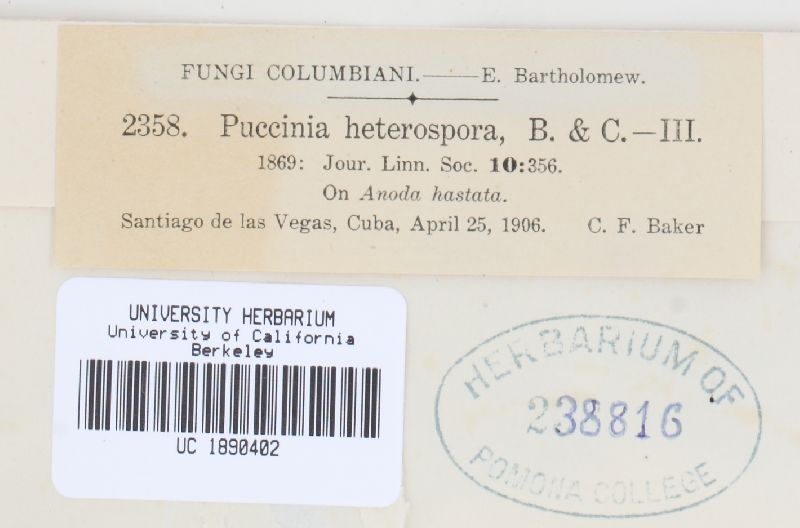 FUNGI COLUMBIANI.——E. Bartholomew.
2358. Puccinia heterospora, B. & C.—III.
1869: Jour. Linn. Soc. 10:356.
On Anoda hastata.
Santiago de las Vegas, Cuba, April 25, 1906. C. F. Baker
UNIVERSITY HERBARIUM
University of California
Berkeley
UC 1890402
HERBARIUM OF
238816
POMONA COLLEGE